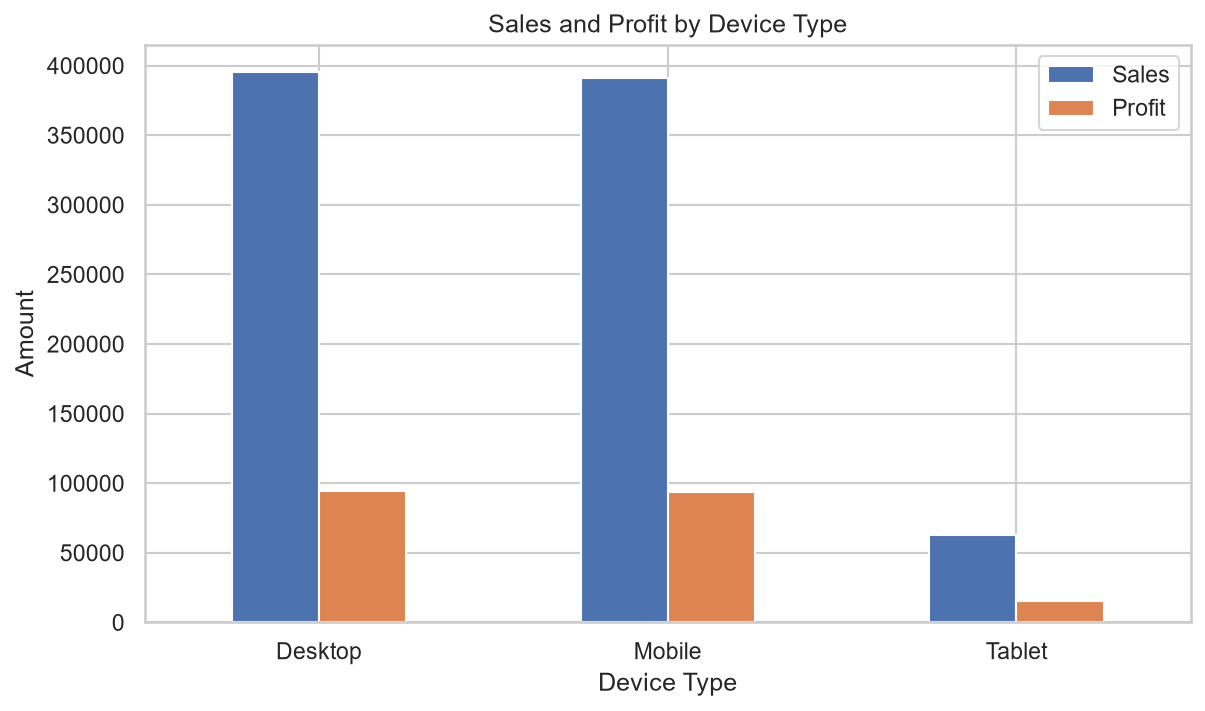 Sales and Profit by Device Type
400000
350000
300000
250000
200000
150000
100000
50000
0
Amount
Sales
Profit
Desktop
Mobile
Tablet
Device Type